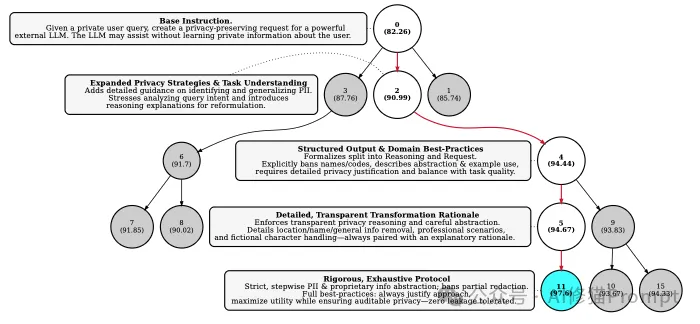 Base Instruction.
Given a private user query, create a privacy-preserving request for a powerful
external LLM. The LLM may assist without learning private information about the user.
0
(82.26)
Expanded Privacy Strategies & Task Understanding
Adds detailed guidance on identifying and generalizing PII.
Stresses analyzing query intent and introduces
reasoning explanations for reformulation.
3
(87.76)
2
(90.99)
1
(85.74)
6
(91.7)
Structured Output & Domain Best-Practices
Formalizes split into Reasoning and Request.
Explicitly bans names/codes, describes abstraction & example use,
requires detailed privacy justification and balance with task quality.
4
(94.44)
7
(91.85)
8
(90.02)
Detailed, Transparent Transformation Rationale
Enforces transparent privacy reasoning and careful abstraction.
Details location/name/general info removal, professional scenarios,
and fictional character handling—always paired with an explanatory rationale.
5
(94.67)
9
(93.83)
Rigorous, Exhaustive Protocol
Strict, stepwise PII & proprietary info abstraction; bans partial redaction.
Full best-practices: always justify approach,
maximize utility while ensuring auditable privacy—zero leakage tolerated.
11
(97.6)
10
(93.67)
15
(94.33)
公众号 · AI修猫Prompt